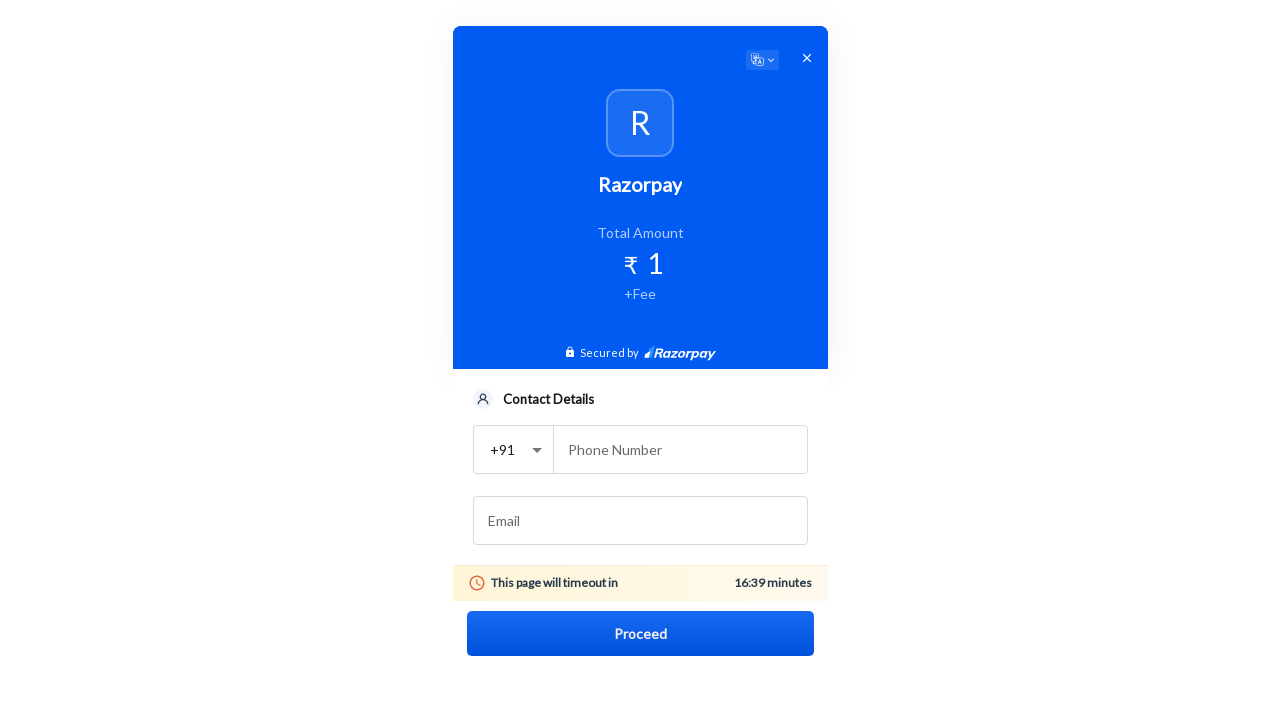 R
Razorpay
Total Amount
₹ 1
+Fee
Secured by Razorpay
Contact Details
+91 Phone Number
Email
This page will timeout in 16:39 minutes
Proceed